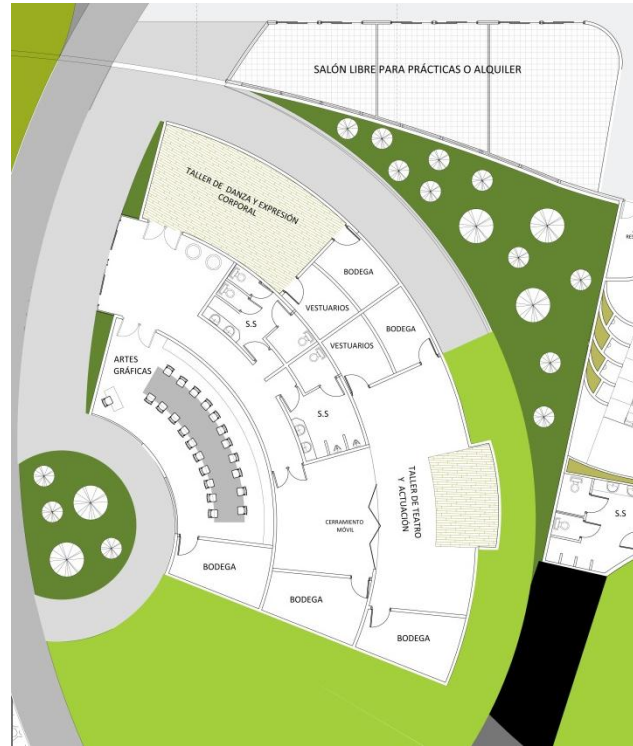 SALÓN LIBRE PARA PRÁCTICAS O ALQUILER
TALLER DE DANZA Y EXPRESIÓN
CORPORAL
BODEGA
RES
VESTUARIOS
BODEGA
S.S
VESTUARIOS
ARTES
GRÁFICAS
S.S
TALLER DE TEATRO
Y ACTUACIÓN
S.S
CERRAMIENTO
MÓVIL
BODEGA
BODEGA
BODEGA